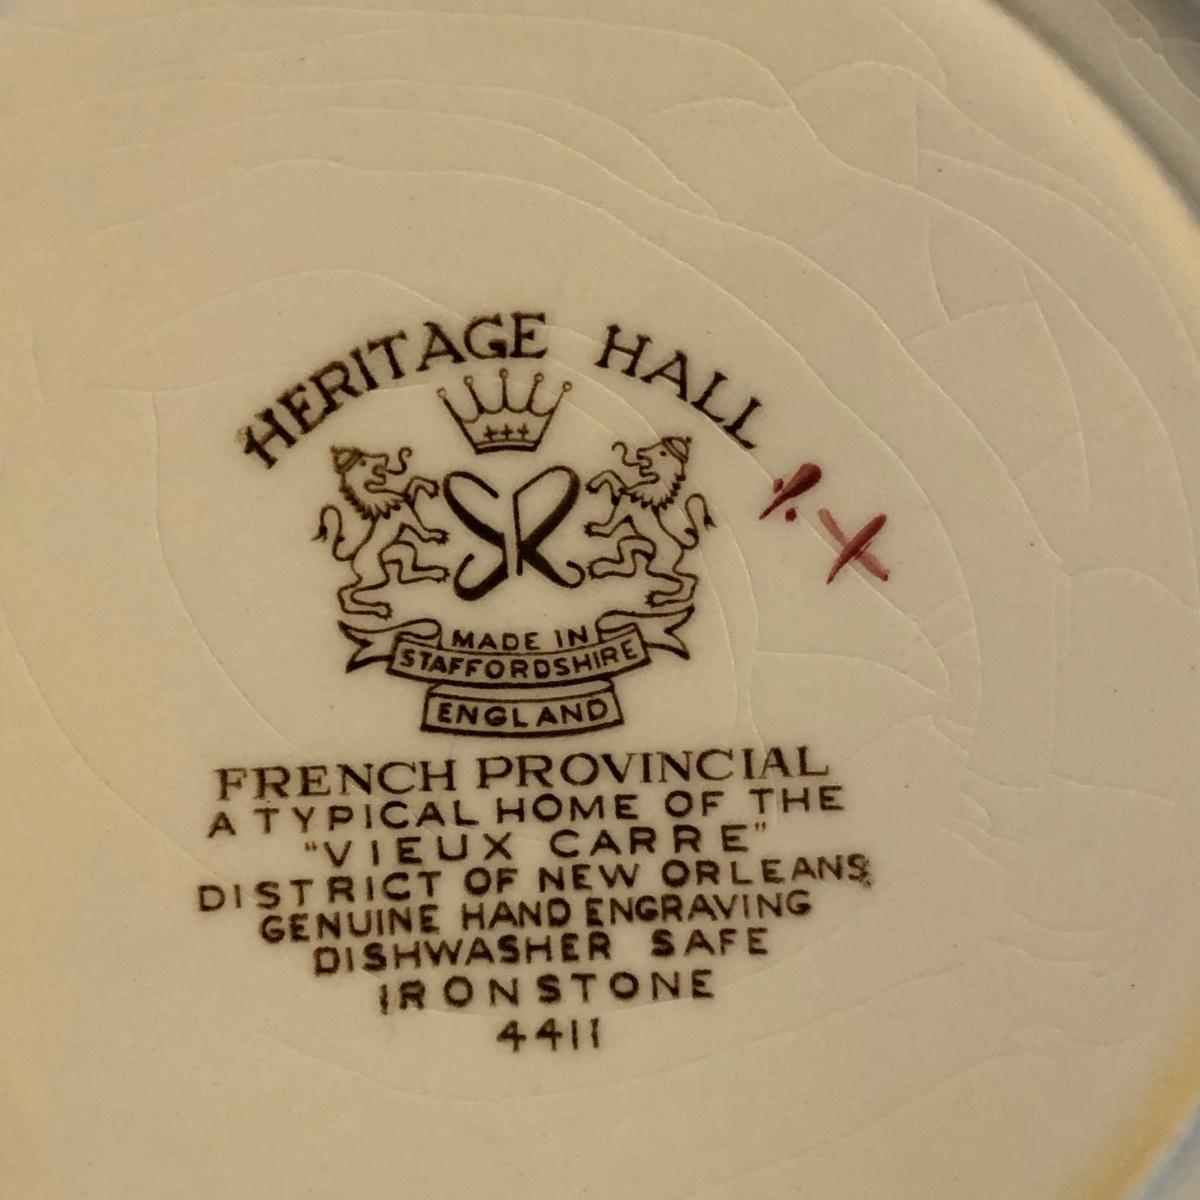 HERITAGE HALL
SR
MADE IN
STAFFORDSHIRE
ENGLAND
FRENCH PROVINCIAL
A TYPICAL HOME OF THE
"VIEUX CARRE"
DISTRICT OF NEW ORLEANS
GENUINE HAND ENGRAVING
DISHWASHER SAFE
IRONSTONE
4411